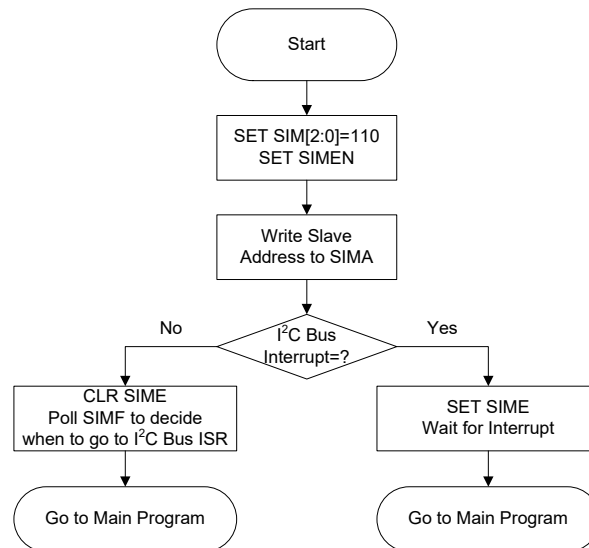 Start
SET SIM[2:0]=110
SET SIMEN
Write Slave
Address to SIMA
No
I²C Bus
Interrupt=?
Yes
CLR SIME
Poll SIMF to decide
when to go to I²C Bus ISR
SET SIME
Wait for Interrupt
Go to Main Program
Go to Main Program